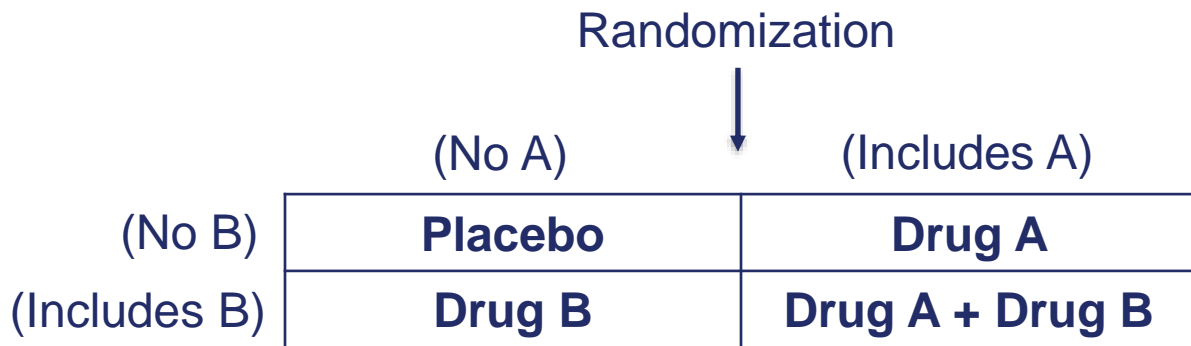 Randomization
(No A) (Includes A)
(No B) Placebo Drug A
(Includes B) Drug B Drug A + Drug B